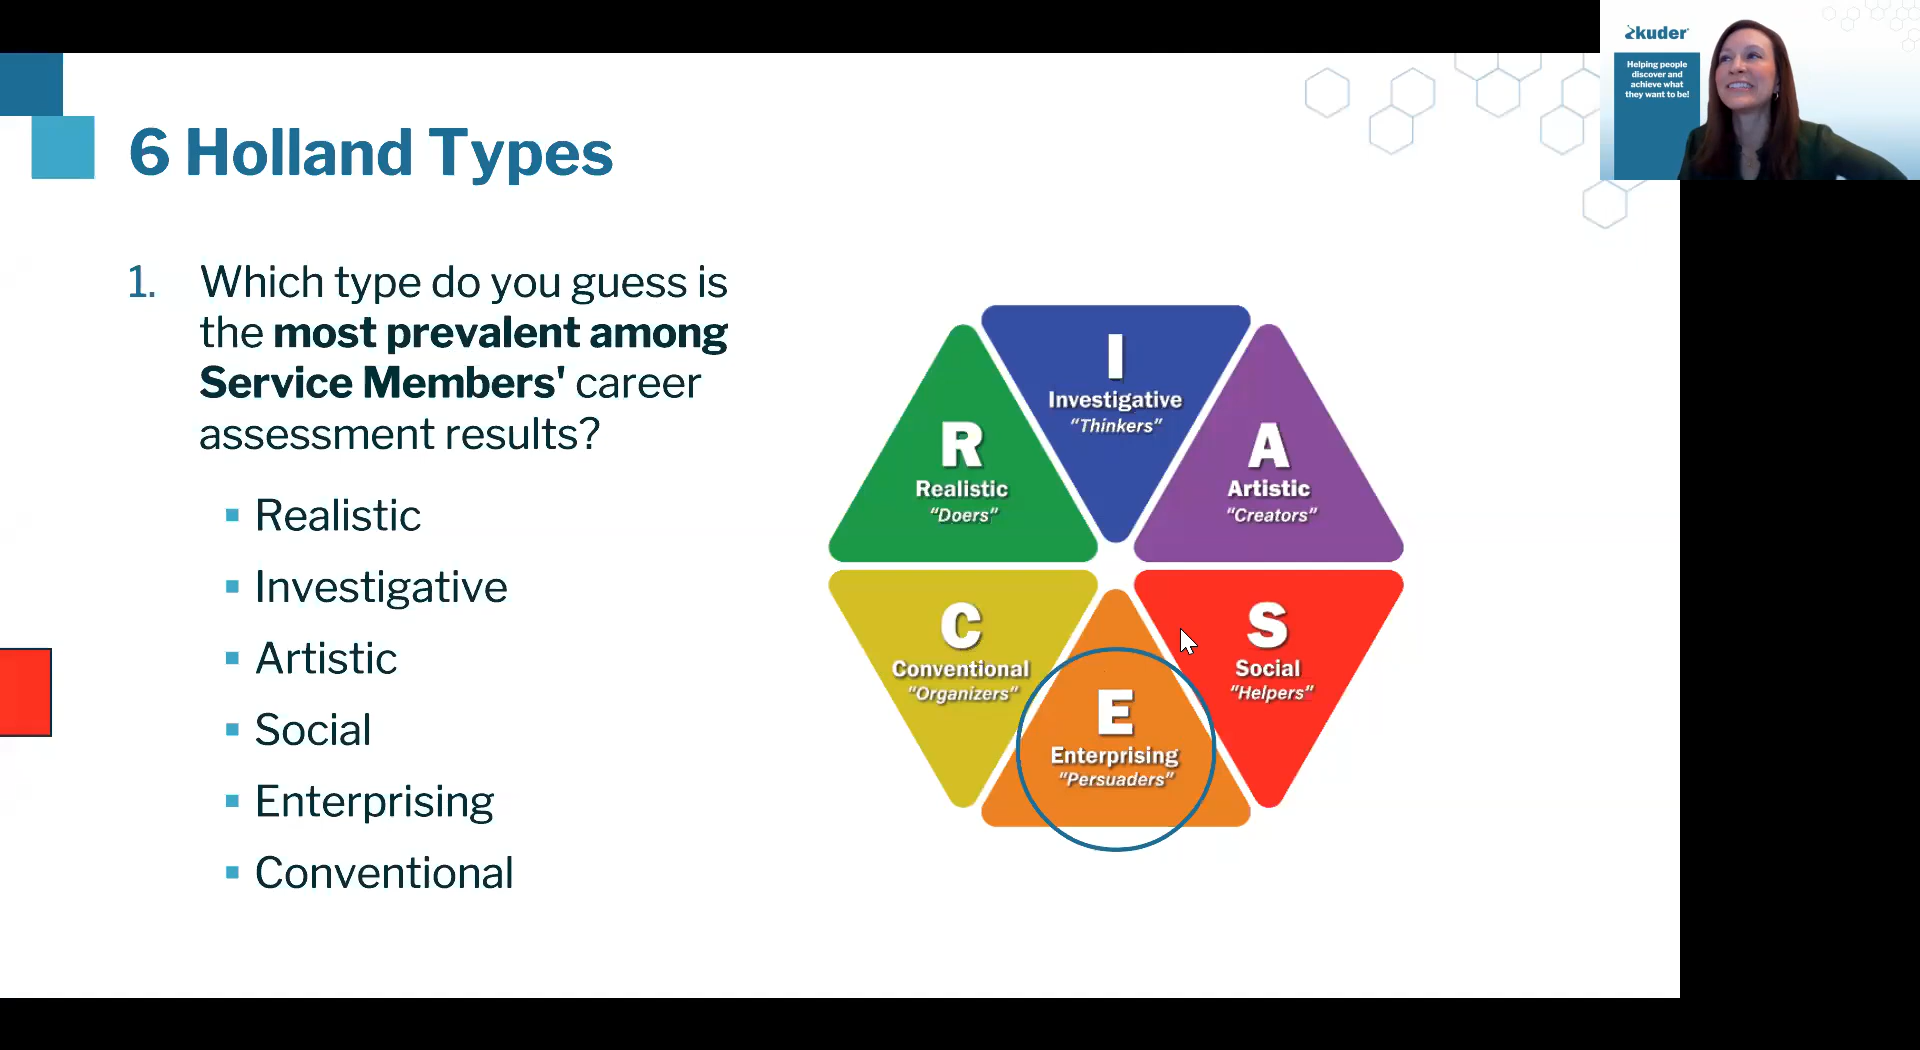 kuder
Helping people
discover and
achieve what
they want to be!
6 Holland Types
1. Which type do you guess is
the most prevalent among
Service Members' career
assessment results?
▪ Realistic
▪ Investigative
▪ Artistic
▪ Social
▪ Enterprising
▪ Conventional
I
Investigative
“Thinkers”
R
Realistic
“Doers”
A
Artistic
“Creators”
C
Conventional
“Organizers”
S
Social
“Helpers”
E
Enterprising
“Persuaders”